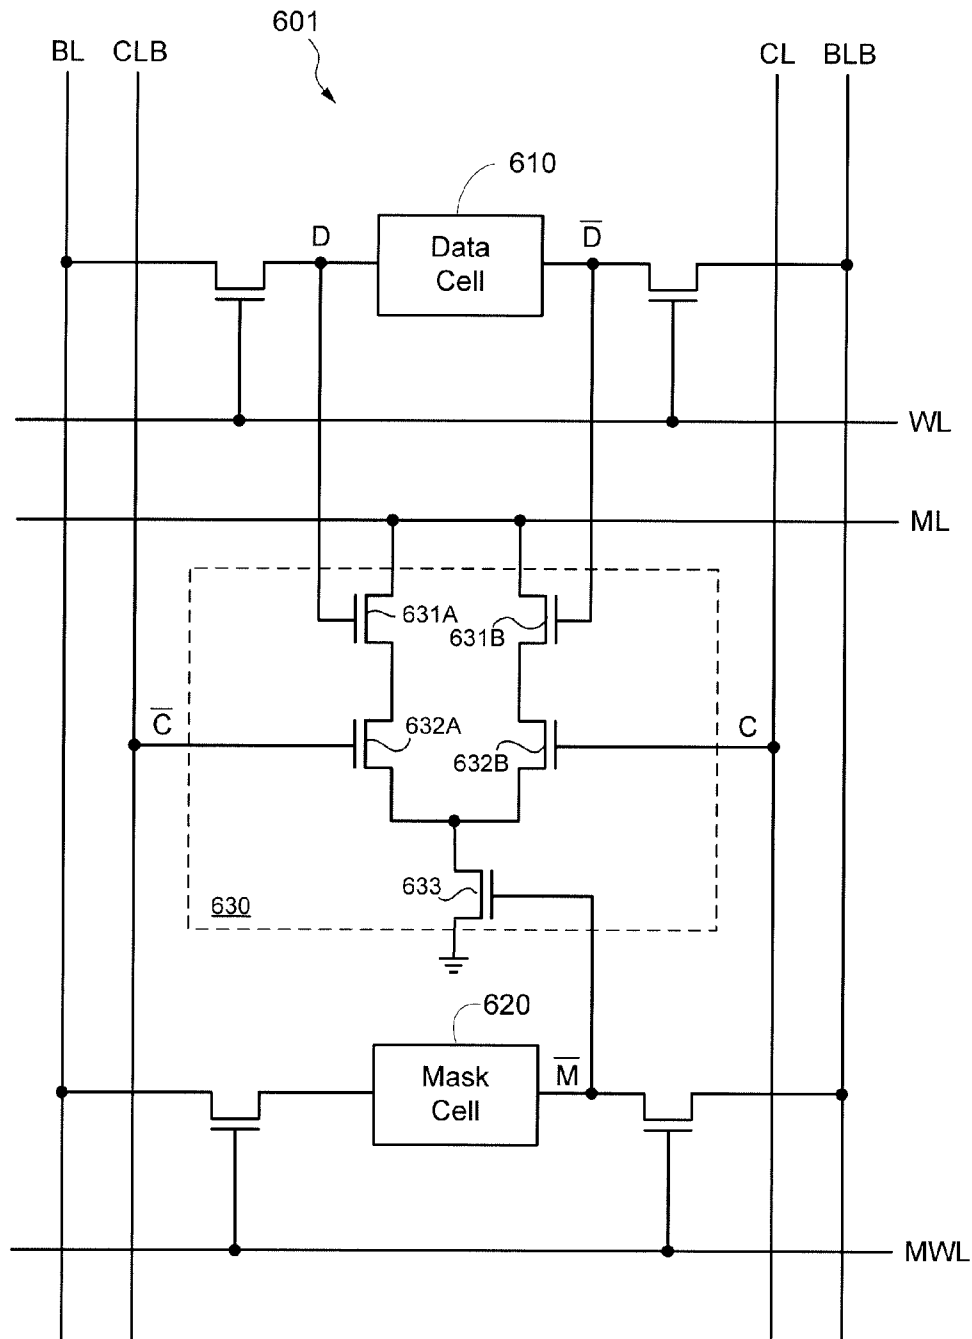 601
BL
CLB
CL
BLB
610
D
Data
Cell
D̅
WL
ML
631A
631B
C̅
632A
632B
C
633
630
620
Mask
Cell
M̅
MWL